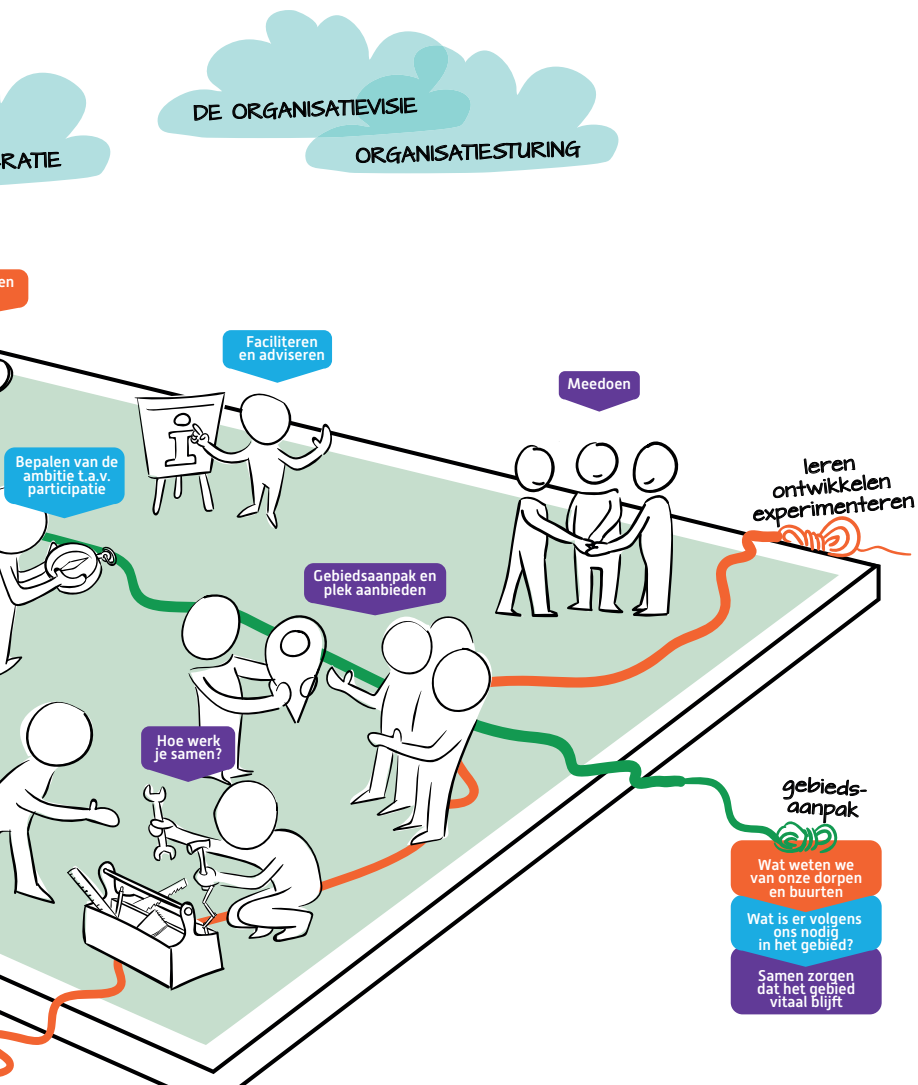 DE ORGANISATIEVISIE
ORGANISATIESTURING
RATIE
en
Faciliteren
en adviseren
Meedoen
Bepalen van de
ambitie t.a.v.
participatie
leren
ontwikkelen
experimenteren
Gebiedsaanpak en
plek aanbieden
Hoe werk
je samen?
gebieds-
aanpak
Wat weten we
van onze dorpen
en buurten
Wat is er volgens
ons nodig
in het gebied?
Samen zorgen
dat het gebied
vitaal blijft